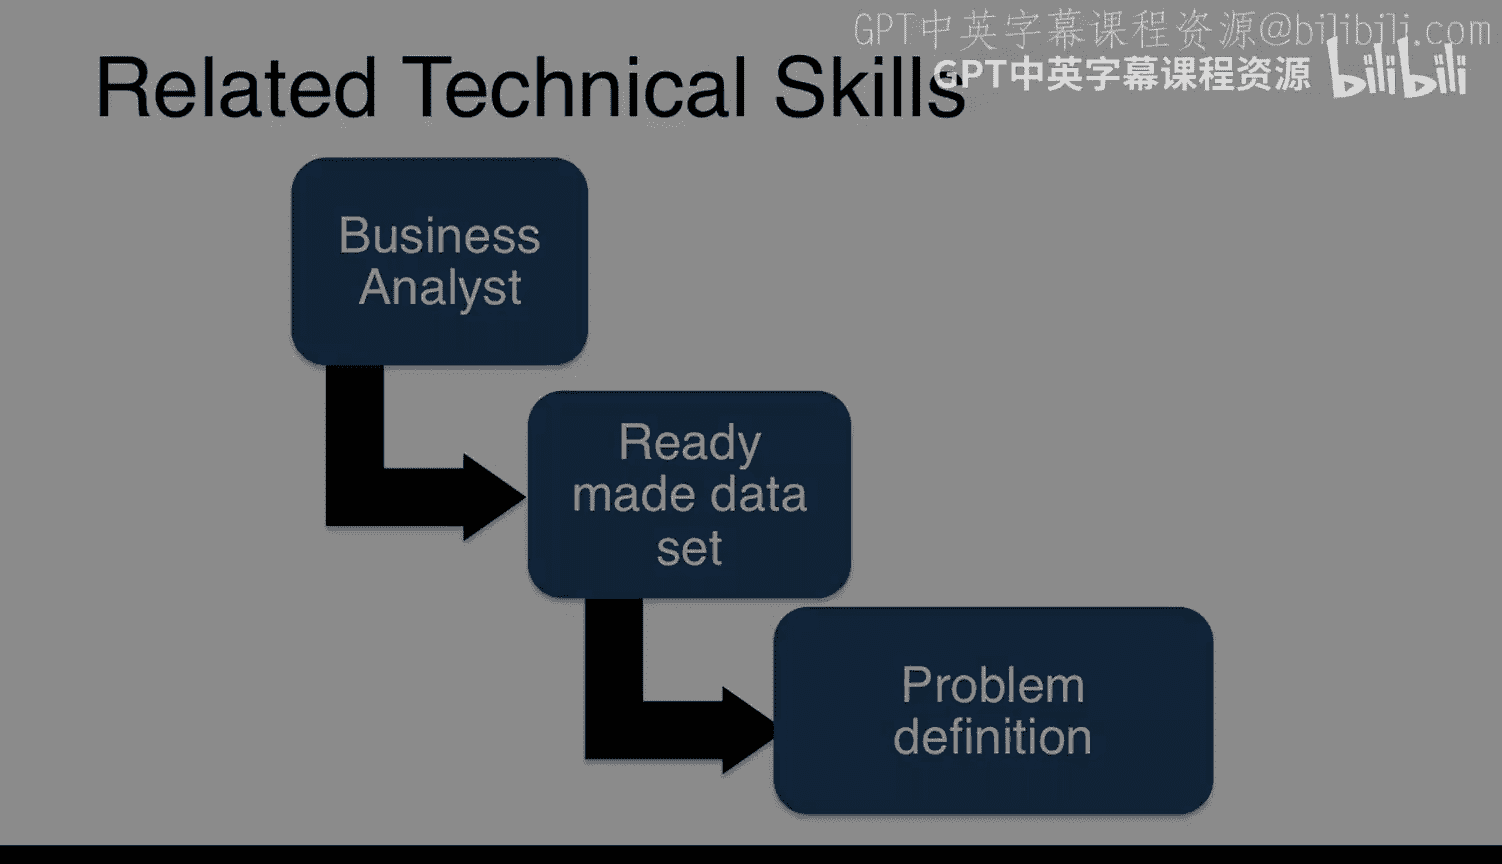 GPT中英字幕课程资源@bilibili.com
GPT中英字幕课程资源 bilibili
Related Technical Skills
Business
Analyst
Ready
made data
set
Problem
definition